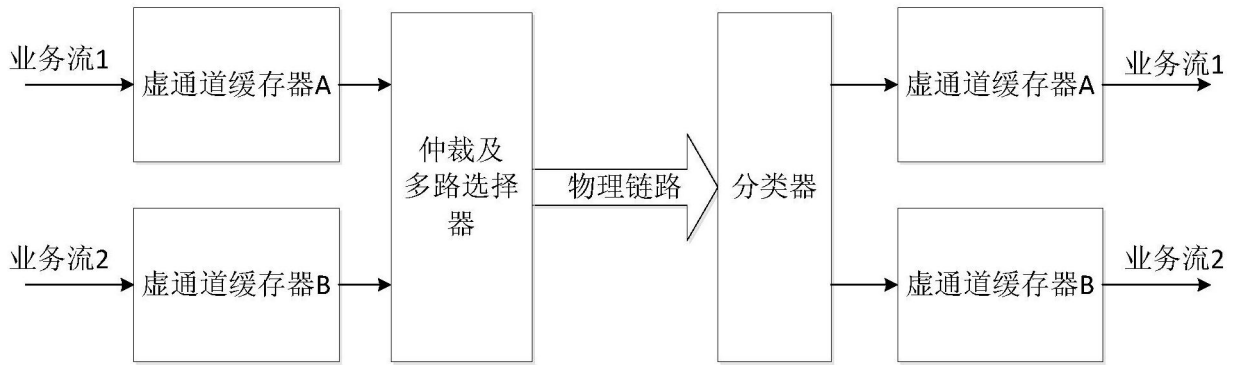 业务流1
虚通道缓存器A
业务流2
虚通道缓存器B
仲裁及
多路选择
器
物理链路
分类器
虚通道缓存器A
业务流1
虚通道缓存器B
业务流2